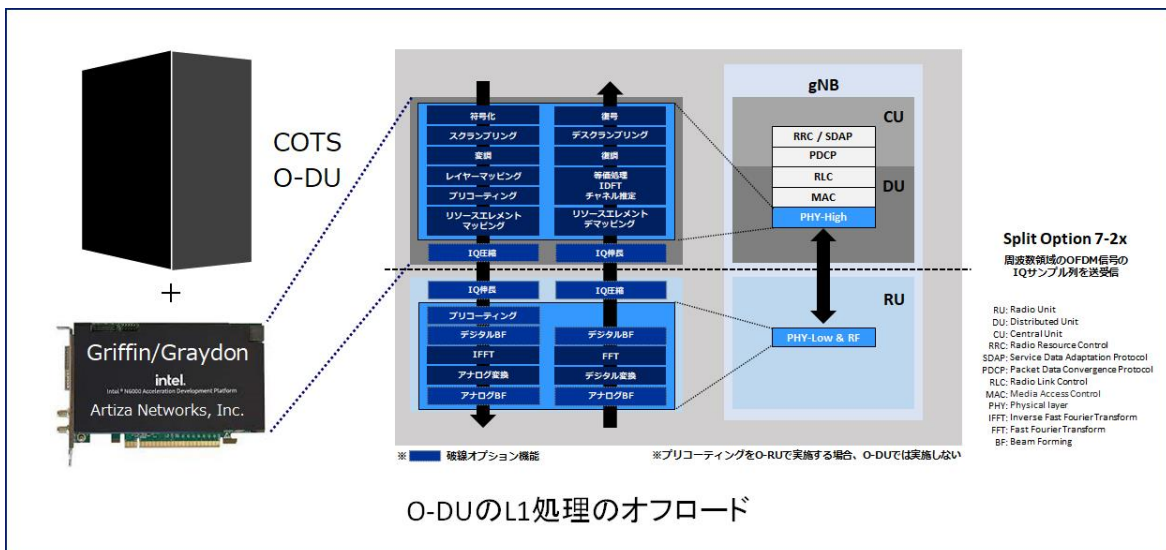 COTS
O-DU
+
Griffin/Graydon
intel.
Intel® N6000 Acceleration Development Platform
Artiza Networks, Inc.
符号化
スクランブリング
変調
レイヤーマッピング
プリコーティング
リソースエレメント
マッピング
IQ圧縮
復号
デスクランブリング
復調
等価処理
IDFT
チャネル推定
リソースエレメント
デマッピング
IQ伸長
IQ伸長
プリコーティング
デジタルBF
IFFT
アナログ変換
アナログBF
IQ圧縮
デジタルBF
FFT
デジタル変換
アナログBF
gNB
CU
RRC / SDAP
PDCP
RLC
DU
MAC
PHY-High
RU
PHY-Low & RF
Split Option 7-2x
周波数領域のOFDM信号の
IQサンプル列を送受信
RU: Radio Unit
DU: Distributed Unit
CU: Central Unit
RRC: Radio Resource Control
SDAP: Service Data Adaptation Protocol
PDCP: Packet Data Convergence Protocol
RLC: Radio Link Control
MAC: Media Access Control
PHY: Physical layer
IFFT: Inverse Fast Fourier Transform
FFT: Fast Fourier Transform
BF: Beam Forming
※ 破線オプション機能
※プリコーティングをO-RUで実施する場合、O-DUでは実施しない
O-DUのL1処理のオフロード